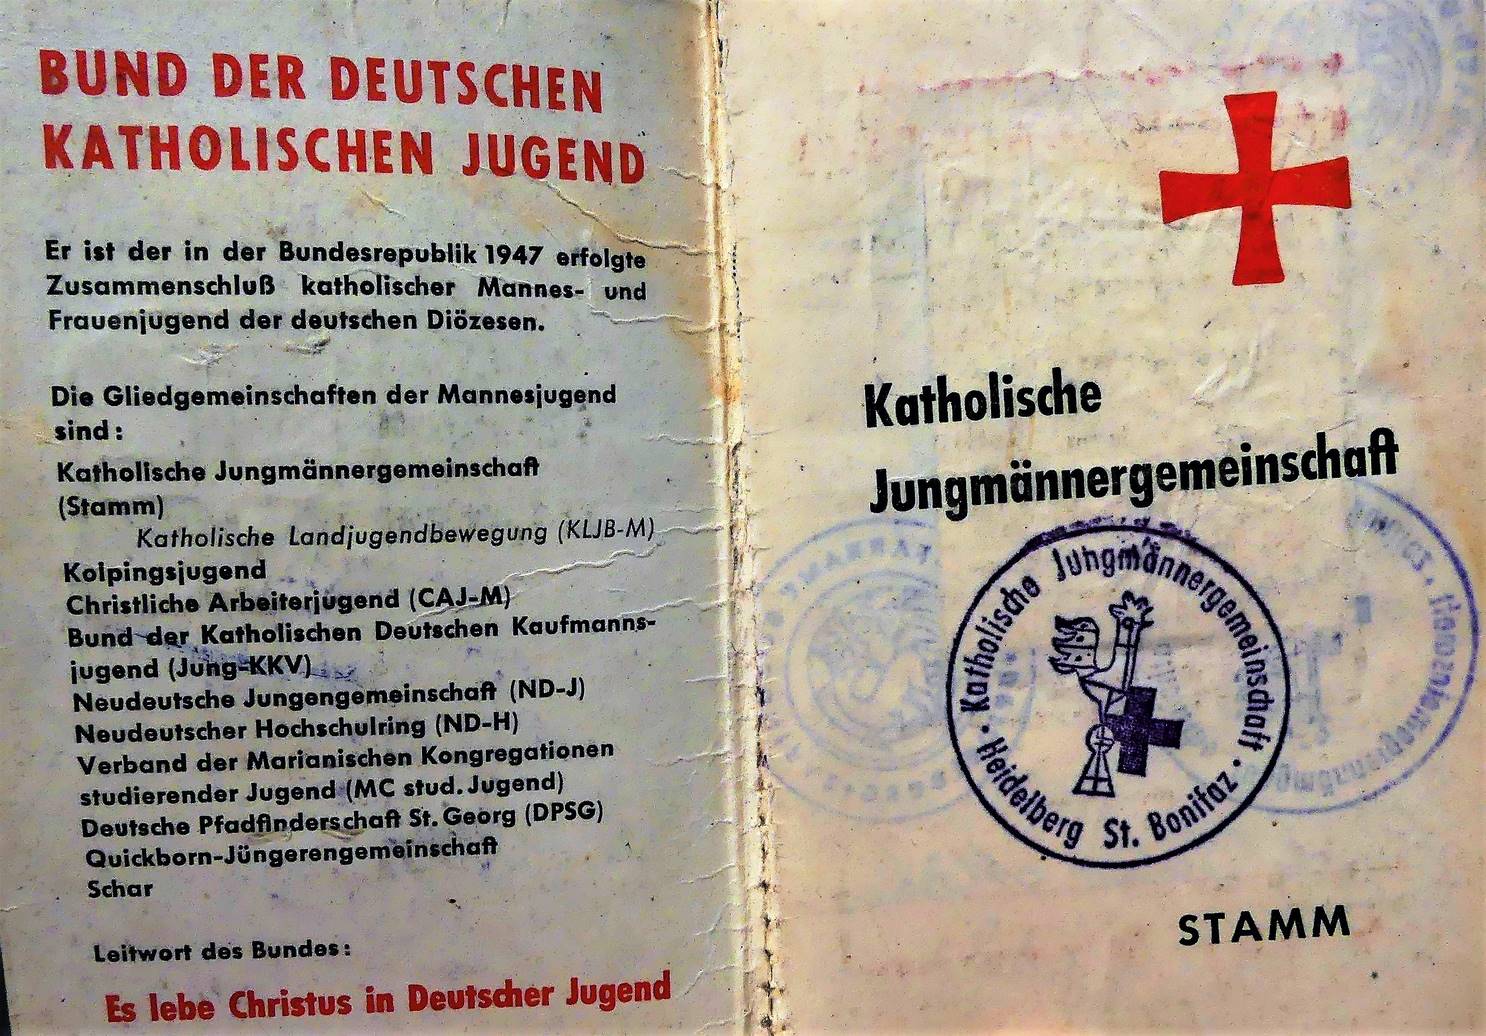 BUND DER DEUTSCHEN
KATHOLISCHEN JUGEND
Er ist der in der Bundesrepublik 1947 erfolgte
Zusammenschluß katholischer Mannes- und
Frauenjugend der deutschen Diözesen.
Die Gliedgemeinschaften der Mannesjugend
sind:
Katholische Jungmännergemeinschaft
(Stamm)
Katholische Landjugendbewegung (KLJB-M)
Kolpingsjugend
Christliche Arbeiterjugend (CAJ-M)
Bund der Katholischen Deutschen Kaufmanns-
jugend (Jung-KKV)
Neudeutsche Jungengemeinschaft (ND-J)
Neudeutscher Hochschulring (ND-H)
Verband der Marianischen Kongregationen
studierender Jugend (MC stud. Jugend)
Deutsche Pfadfinderschaft St. Georg (DPSG)
Quickborn-Jüngerengemeinschaft
Schar
Leitwort des Bundes:
Es lebe Christus in Deutscher Jugend
Katholische
Jungmännergemeinschaft
Katholische Jungmännergemeinschaft
Heidelberg St. Bonifaz
STAMM